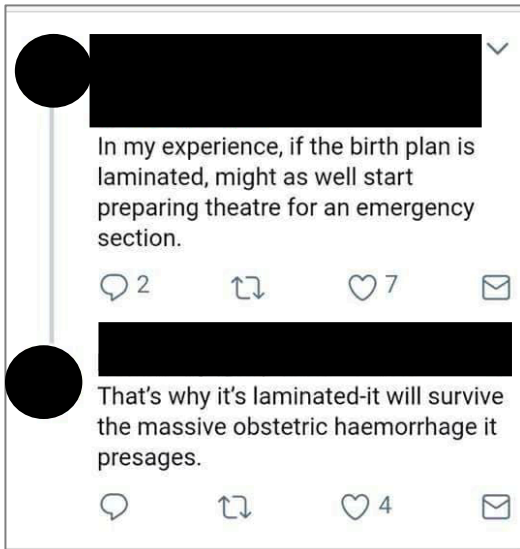 In my experience, if the birth plan is
laminated, might as well start
preparing theatre for an emergency
section.
2
7
That's why it's laminated-it will survive
the massive obstetric haemorrhage it
presages.
4